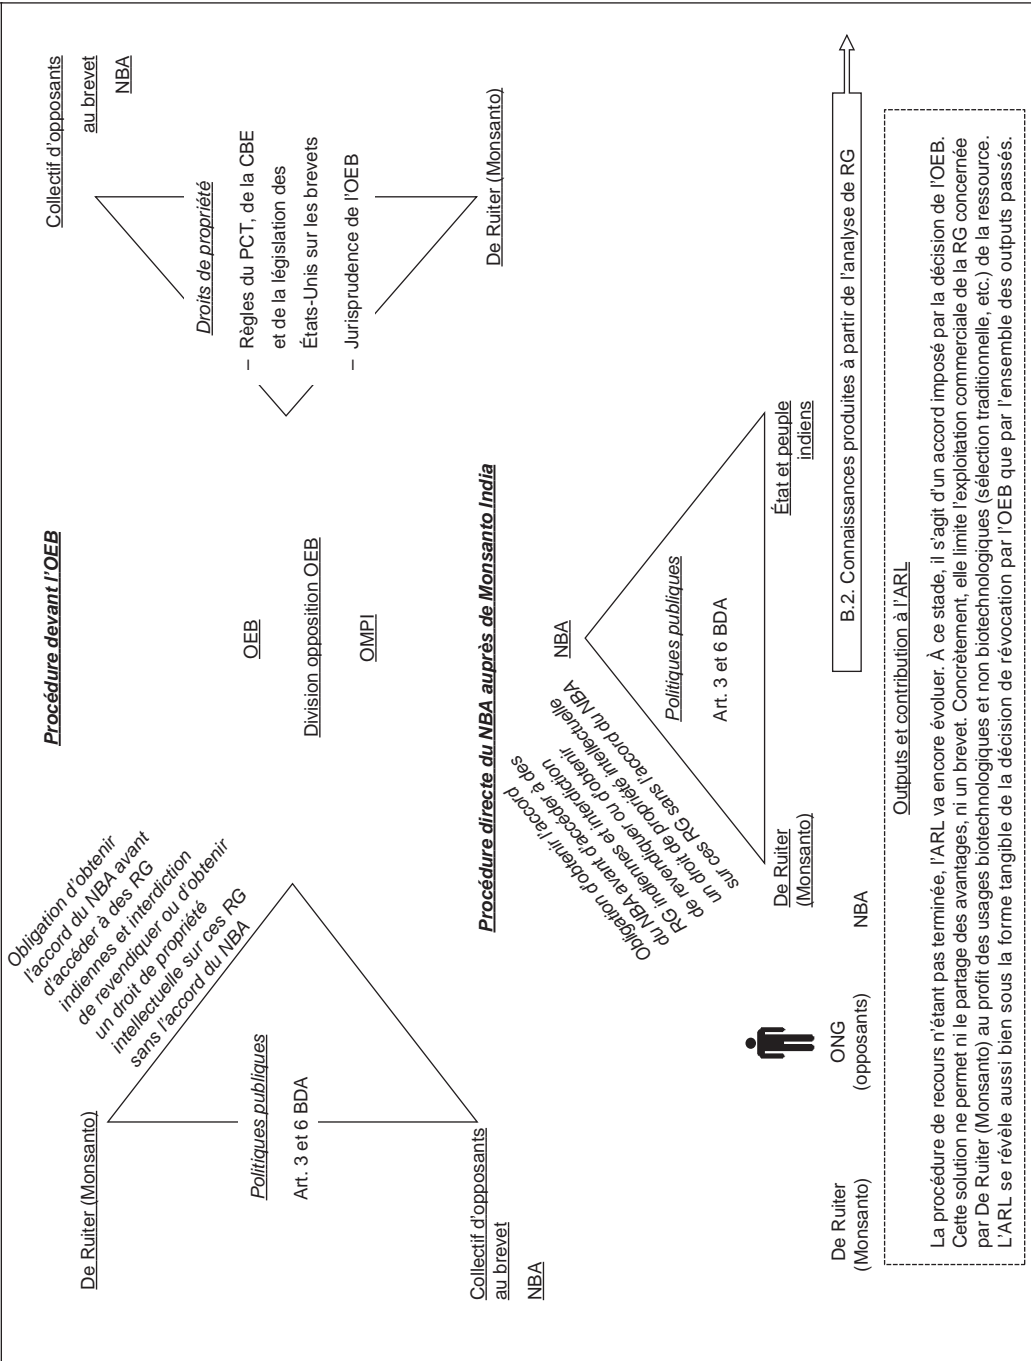 Procédure devant l'OEB
De Ruiter (Monsanto)
Obligation d'obtenir
l'accord du NBA avant
d'accéder à des RG
indiennes et interdiction
de revendiquer ou d'obtenir
un droit de propriété
intellectuelle sur ces RG
sans l'accord du NBA
Politiques publiques
Art. 3 et 6 BDA
Collectif d'opposants
au brevet
NBA
OEB
Division opposition OEB
OMPI
Collectif d'opposants
au brevet
NBA
Droits de propriété
– Règles du PCT, de la CBE
et de la législation des
États-Unis sur les brevets
– Jurisprudence de l'OEB
De Ruiter (Monsanto)
Procédure directe du NBA auprès de Monsanto India
NBA
Obligation d'obtenir l'accord
du NBA avant d'accéder à des
RG indiennes et interdiction
de revendiquer ou d'obtenir
un droit de propriété intellectuelle
sur ces RG sans l'accord du NBA
Politiques publiques
Art. 3 et 6 BDA
De Ruiter
(Monsanto)
État et peuple
indiens
De Ruiter
(Monsanto)
ONG
(opposants)
NBA
B.2. Connaissances produites à partir de l'analyse de RG
Outputs et contribution à l'ARL
La procédure de recours n'étant pas terminée, l'ARL va encore évoluer. À ce stade, il s'agit d'un accord imposé par la décision de l'OEB.
Cette solution ne permet ni le partage des avantages, ni un brevet. Concrètement, elle limite l'exploitation commerciale de la RG concernée
par De Ruiter (Monsanto) au profit des usages biotechnologiques et non biotechnologiques (sélection traditionnelle, etc.) de la ressource.
L'ARL se révèle aussi bien sous la forme tangible de la décision de révocation par l'OEB que par l'ensemble des outputs passés.